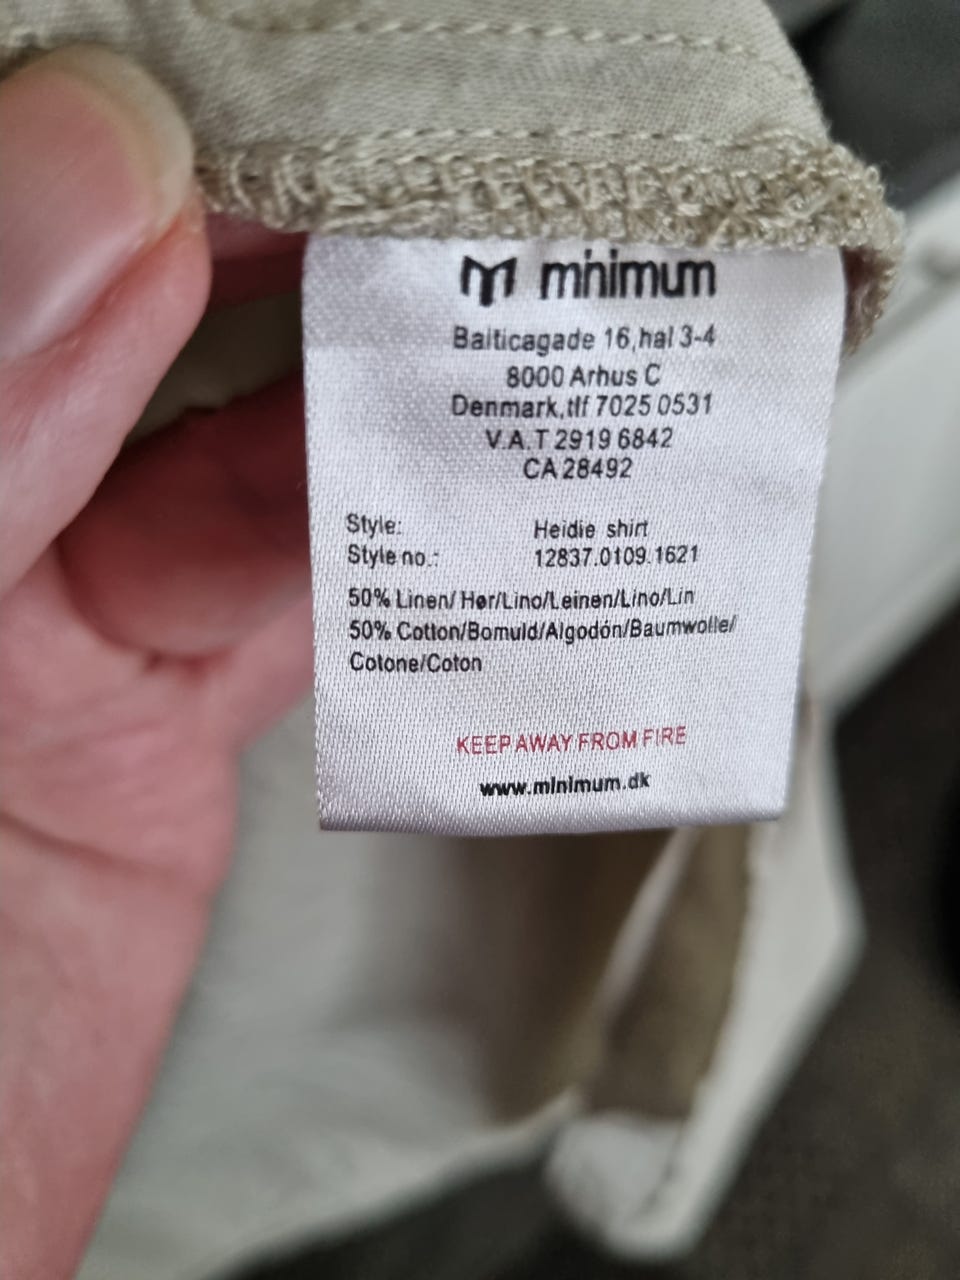 minimum
Balticagade 16,hal 3-4
8000 Arhus C
Denmark,tlf 7025 0531
V.A.T 2919 6842
CA 28492
Style: Heidie shirt
Style no.: 12837.0109.1621
50% Linen/ Hør/Lino/Leinen/Lino/Lin
50% Cotton/Bomuld/Algodón/Baumwolle/
Cotone/Coton
KEEP AWAY FROM FIRE
www.minimum.dk